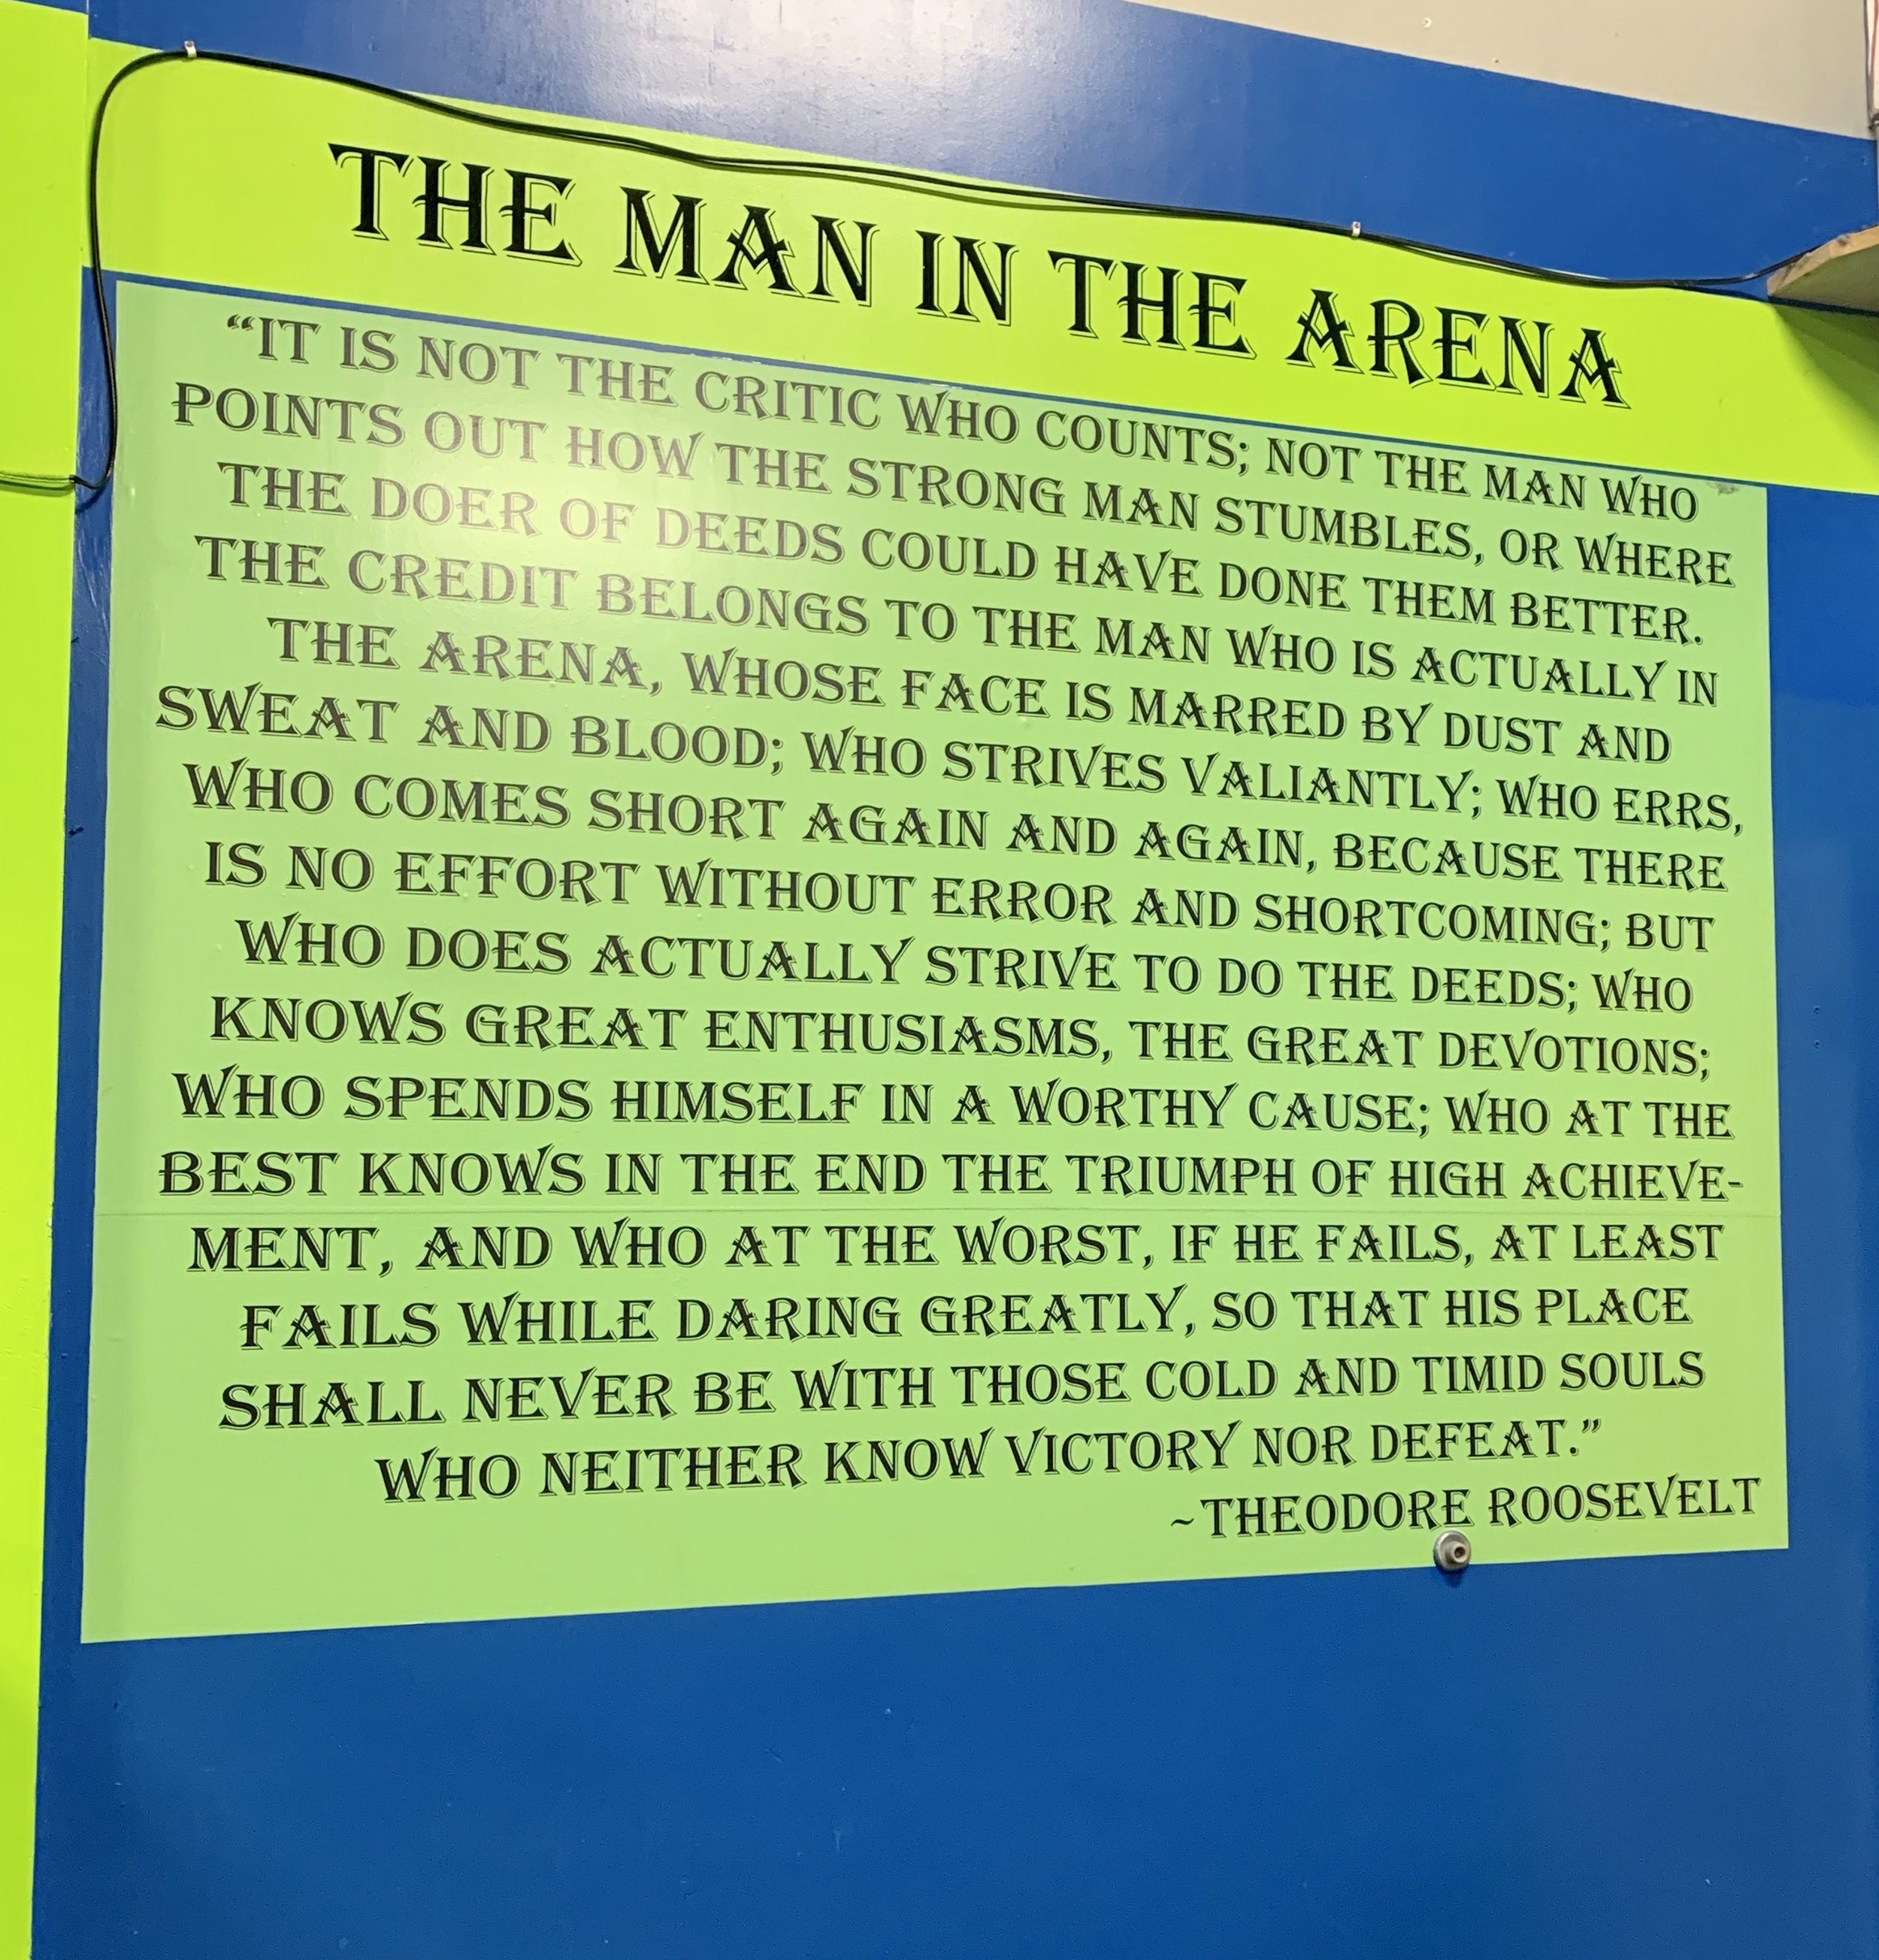 THE MAN IN THE ARENA
“IT IS NOT THE CRITIC WHO COUNTS; NOT THE MAN WHO
POINTS OUT HOW THE STRONG MAN STUMBLES, OR WHERE
THE DOER OF DEEDS COULD HAVE DONE THEM BETTER.
THE CREDIT BELONGS TO THE MAN WHO IS ACTUALLY IN
THE ARENA, WHOSE FACE IS MARRED BY DUST AND
SWEAT AND BLOOD; WHO STRIVES VALIANTLY; WHO ERRS,
WHO COMES SHORT AGAIN AND AGAIN, BECAUSE THERE
IS NO EFFORT WITHOUT ERROR AND SHORTCOMING; BUT
WHO DOES ACTUALLY STRIVE TO DO THE DEEDS; WHO
KNOWS GREAT ENTHUSIASMS, THE GREAT DEVOTIONS;
WHO SPENDS HIMSELF IN A WORTHY CAUSE; WHO AT THE
BEST KNOWS IN THE END THE TRIUMPH OF HIGH ACHIEVE-
MENT, AND WHO AT THE WORST, IF HE FAILS, AT LEAST
FAILS WHILE DARING GREATLY, SO THAT HIS PLACE
SHALL NEVER BE WITH THOSE COLD AND TIMID SOULS
WHO NEITHER KNOW VICTORY NOR DEFEAT.”
~THEODORE ROOSEVELT